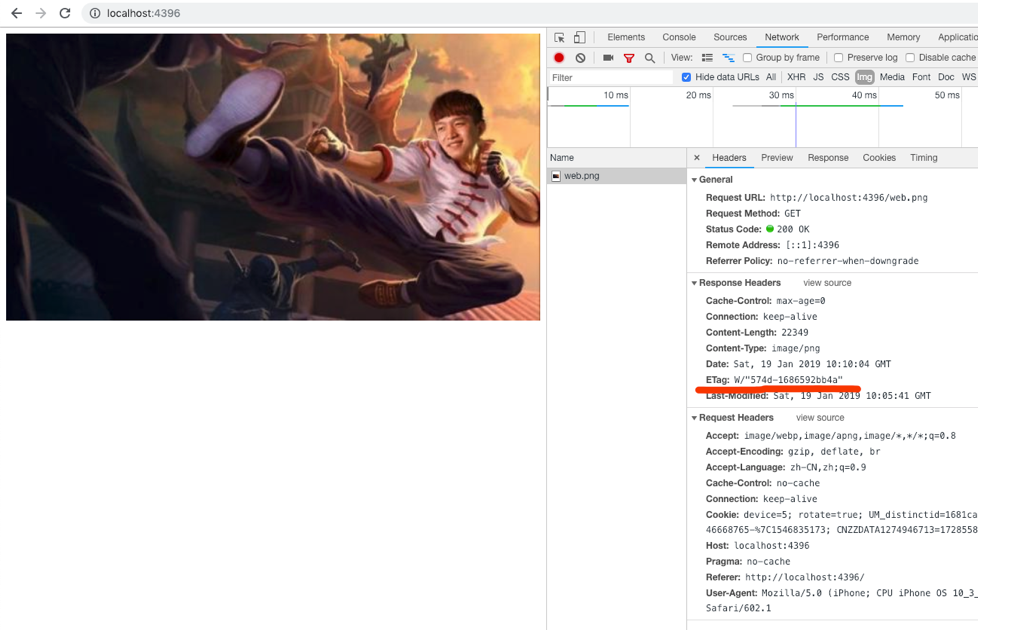 localhost:4396
Elements Console Sources Network Performance Memory Applicatio
View: Group by frame Preserve log Disable cache
Filter Hide data URLs All XHR JS CSS Img Media Font Doc WS
10 ms 20 ms 30 ms 40 ms 50 ms
Name
web.png
× Headers Preview Response Cookies Timing
General
Request URL: http://localhost:4396/web.png
Request Method: GET
Status Code: 200 OK
Remote Address: [::1]:4396
Referrer Policy: no-referrer-when-downgrade
Response Headers view source
Cache-Control: max-age=0
Connection: keep-alive
Content-Length: 22349
Content-Type: image/png
Date: Sat, 19 Jan 2019 10:10:04 GMT
ETag: W/"574d-1686592bb4a"
Last-Modified: Sat, 19 Jan 2019 10:05:41 GMT
Request Headers view source
Accept: image/webp,image/apng,image/*,*/*;q=0.8
Accept-Encoding: gzip, deflate, br
Accept-Language: zh-CN,zh;q=0.9
Cache-Control: no-cache
Connection: keep-alive
Cookie: device=5; rotate=true; UM_distinctid=1681ca
46668765-%7C1546835173; CNZZDATA1274946713=1728558
Host: localhost:4396
Pragma: no-cache
Referer: http://localhost:4396/
User-Agent: Mozilla/5.0 (iPhone; CPU iPhone OS 10_3_
Safari/602.1